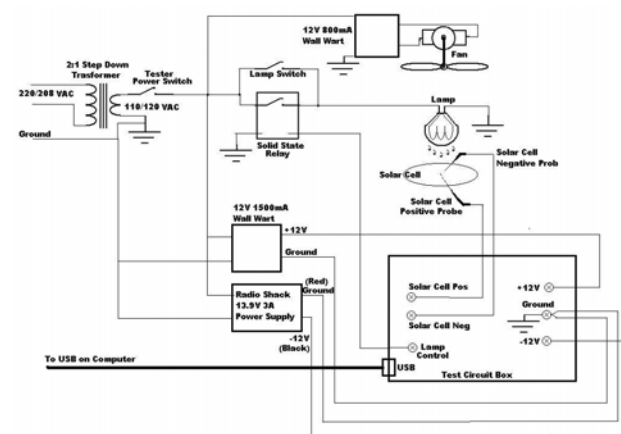 12V 800mA
Wall Wart
Fan
2:1 Step Down
Trasformer
Tester
Power Switch
Lamp Switch
220/208 VAC
110/120 VAC
Lamp
Ground
Solid State
Relay
Solar Cell
Negative Prob
Solar Cell
Solar Cell
Positive Probe
12V 1500mA
Wall Wart
+12V
Ground
(Red)
Ground
Radio Shack
13.9V 3A
Power Supply
-12V
(Black)
Solar Cell Pos
+12V
Ground
Solar Cell Neg
-12V
Lamp
Control
To USB on Computer
USB
Test Circuit Box